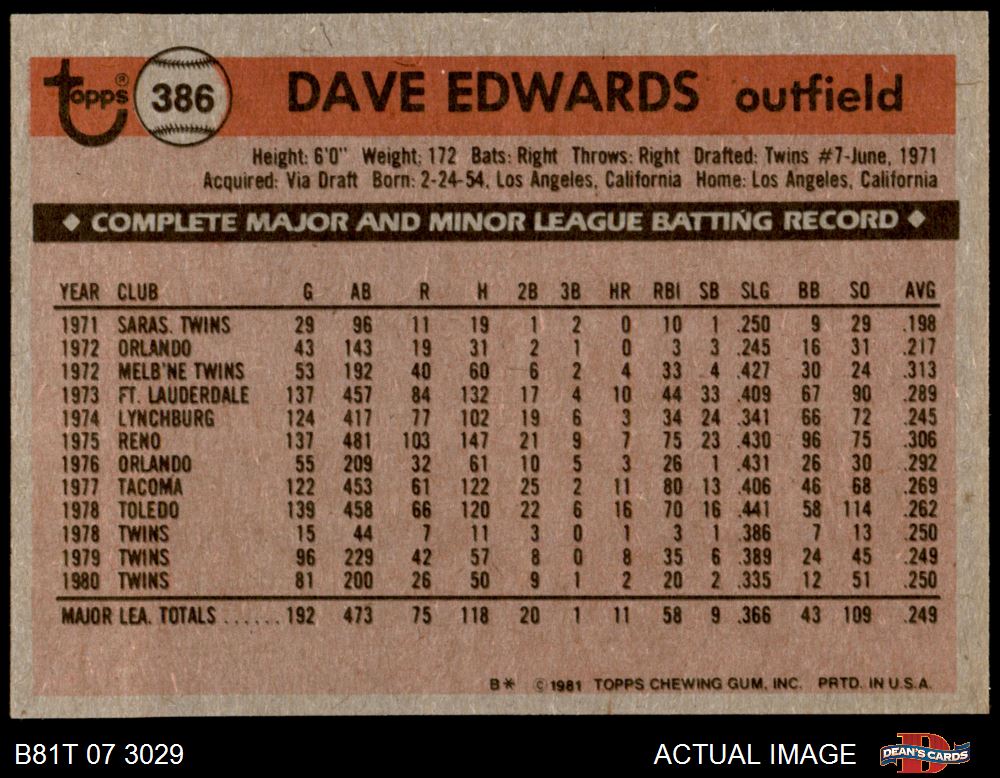 Topps® 386 DAVE EDWARDS outfield
Height: 6'0" Weight: 172 Bats: Right Throws: Right Drafted: Twins #7-June, 1971
Acquired: Via Draft Born: 2-24-54, Los Angeles, California Home: Los Angeles, California
◆ COMPLETE MAJOR AND MINOR LEAGUE BATTING RECORD ◆
YEAR CLUB G AB R H 2B 3B HR RBI SB SLG BB SO AVG
1971 SARAS. TWINS 29 96 11 19 1 2 0 10 1 .250 9 29 .198
1972 ORLANDO 43 143 19 31 2 1 0 3 3 .245 16 31 .217
1972 MELB'NE TWINS 53 192 40 60 6 2 4 33 4 .427 30 24 .313
1973 FT. LAUDERDALE 137 457 84 132 17 4 10 44 33 .409 67 90 .289
1974 LYNCHBURG 124 417 77 102 19 6 3 34 24 .341 66 72 .245
1975 RENO 137 481 103 147 21 9 7 75 23 .430 96 75 .306
1976 ORLANDO 55 209 32 61 10 5 3 26 1 .431 26 30 .292
1977 TACOMA 122 453 61 122 25 2 11 80 13 .406 46 68 .269
1978 TOLEDO 139 458 66 120 22 6 16 70 16 .441 58 114 .262
1978 TWINS 15 44 7 11 3 0 1 3 1 .386 7 13 .250
1979 TWINS 96 229 42 57 8 0 8 35 6 .389 24 45 .249
1980 TWINS 81 200 26 50 9 1 2 20 2 .335 12 51 .250
MAJOR LEA. TOTALS ...... 192 473 75 118 20 1 11 58 9 .366 43 109 .249
B* © 1981 TOPPS CHEWING GUM, INC. PRTD. IN U.S.A.
B81T 07 3029 ACTUAL IMAGE D DEAN'S CARDS